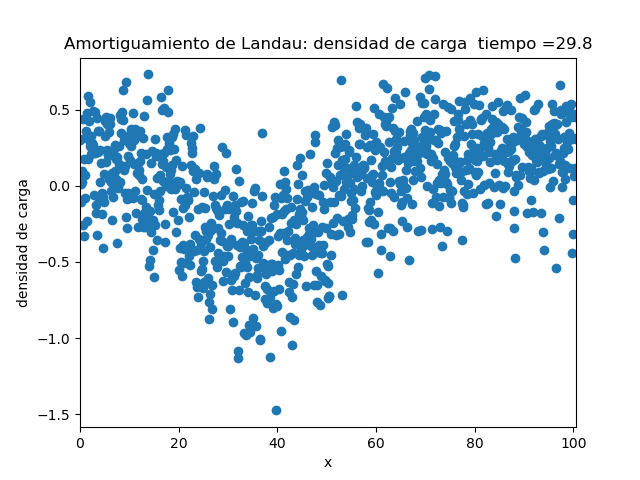 Amortiguamiento de Landau: densidad de carga  tiempo =29.8
densidad de carga
0.5
0.0
−0.5
−1.0
−1.5
0 20 40 60 80 100
x